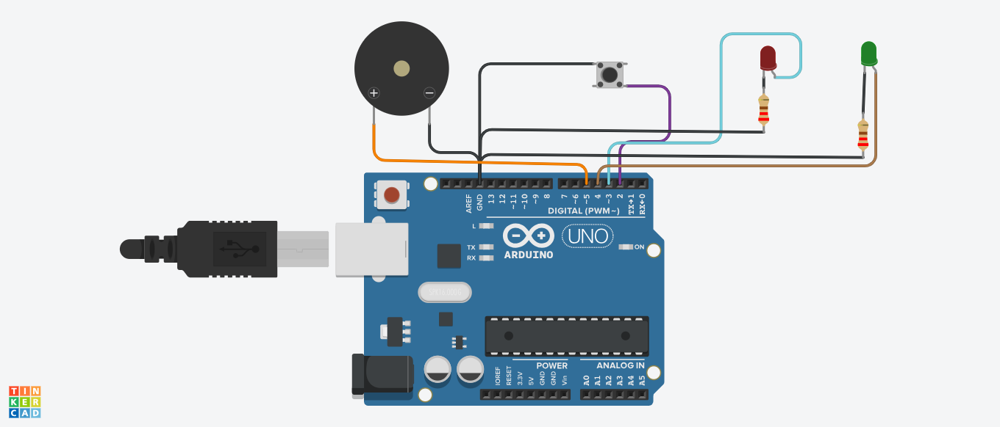 + −
AREF
GND
13
12
~11
~10
~9
8
7
~6
~5
4
~3
2
TX→1
RX←0
DIGITAL (PWM~)
L
TX
RX
ARDUINO
UNO
ON
POWER
ANALOG IN
IOREF
RESET
3.3V
5V
GND
GND
Vin
A0
A1
A2
A3
A4
A5
TIN
KER
CAD